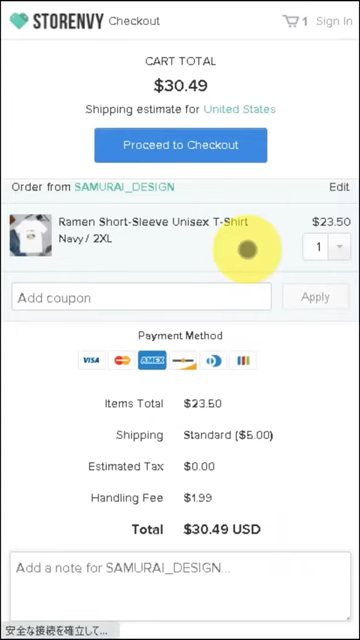 STORENVY Checkout 1 Sign In
CART TOTAL
$30.49
Shipping estimate for United States
Proceed to Checkout
Order from SAMURAI_DESIGN Edit
Ramen Short-Sleeve Unisex T-Shirt $23.50
Navy / 2XL 1
Add coupon Apply
Payment Method
VISA AMEX
Items Total $23.50
Shipping Standard ($5.00)
Estimated Tax $0.00
Handling Fee $1.99
Total $30.49 USD
Add a note for SAMURAI_DESIGN...
安全な接続を確立して...